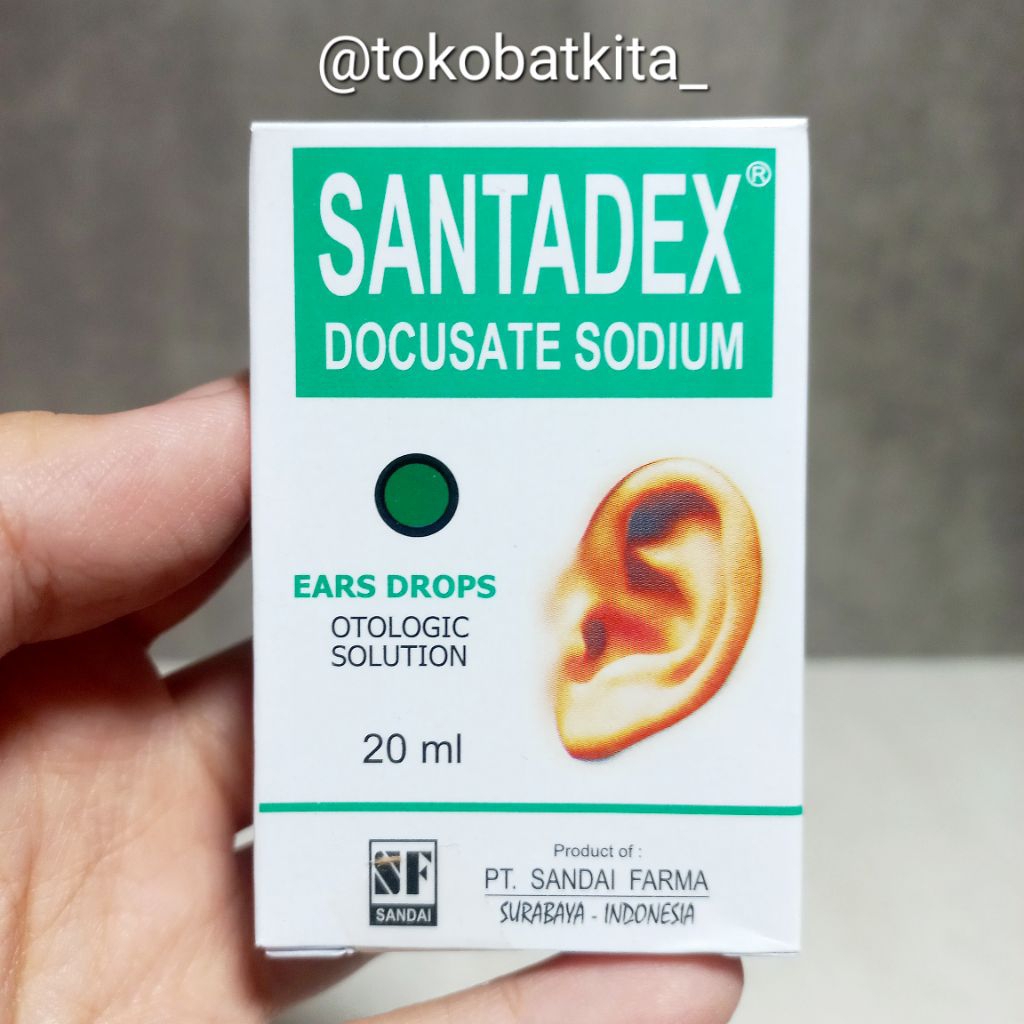 @tokobatkita_
SANTADEX®
DOCUSATE SODIUM
EARS DROPS
OTOLOGIC
SOLUTION
20 ml
SF
SANDAI
Product of :
PT. SANDAI FARMA
SURABAYA - INDONESIA